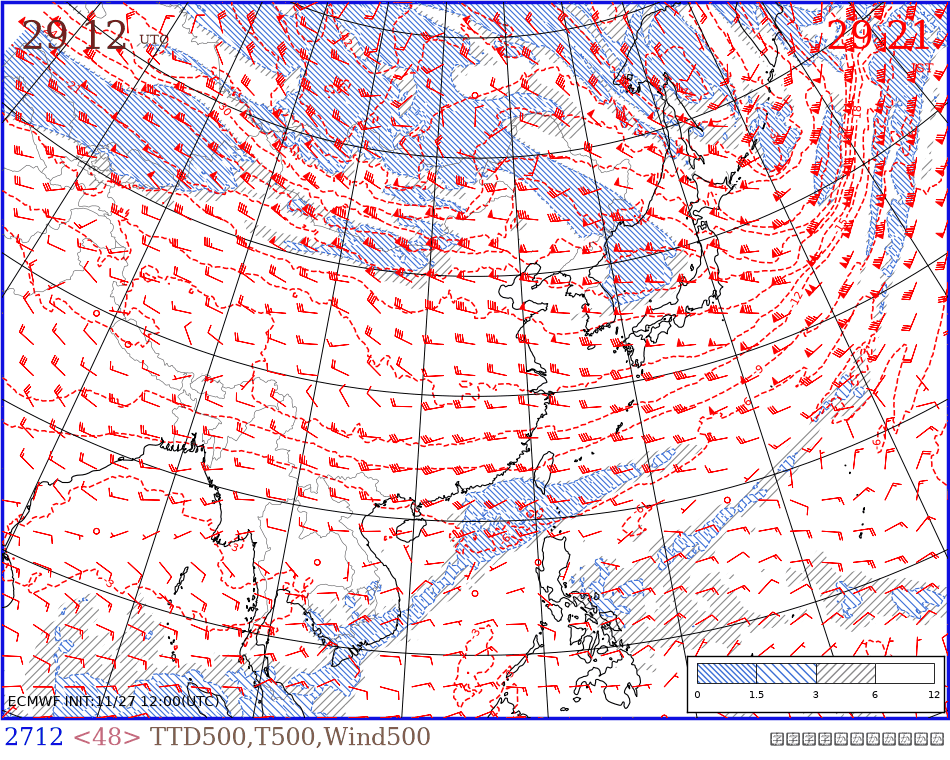 29 12 UTC
29 21
JST
ECMWF INIT:11/27 12:00(UTC)
0 1.5 3 6 12
2712 <48> TTD500,T500,Wind500